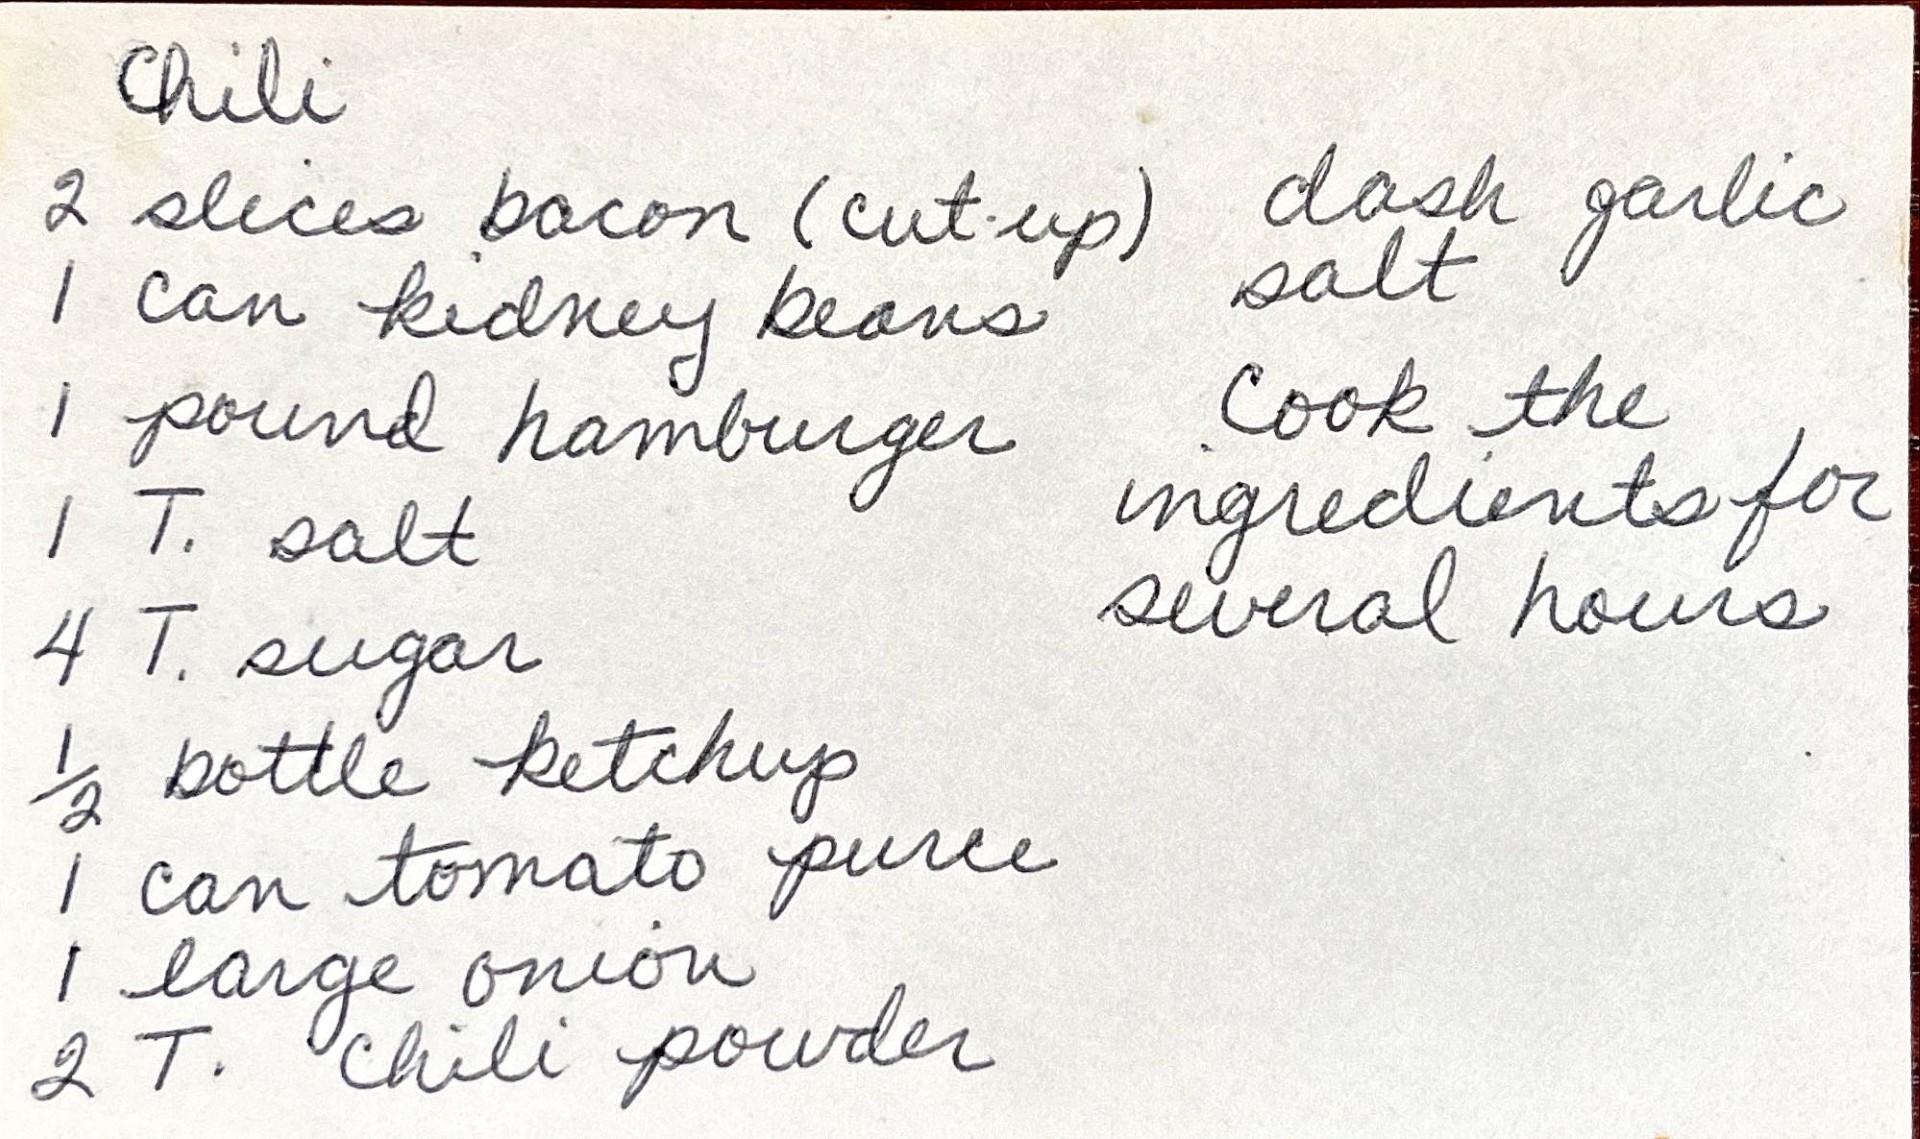 Chili
2 slices bacon (cut-up)
1 can kidney beans
1 pound hamburger
1 T. salt
4 T. sugar
1/2 bottle ketchup
1 can tomato puree
1 large onion
2 T. Chili powder
dash garlic
salt
Cook the
ingredients for
several hours